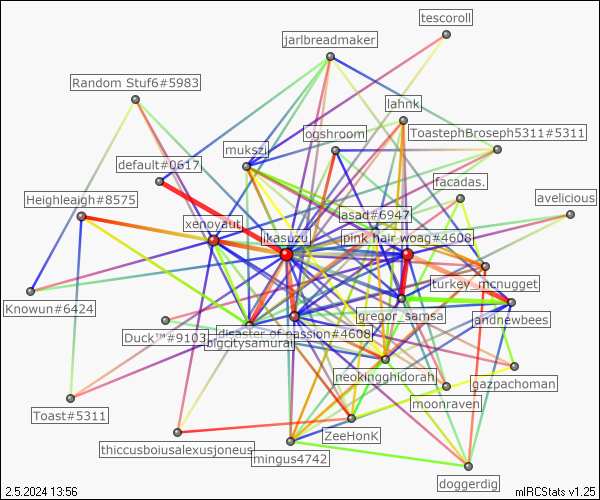 tescoroll
jarlbreadmaker
Random Stuf6#5983
lahnk
ogshroom
ToastephBroseph5311#5311
mukszi
default#0617
facadas.
Heighleaigh#8575
avelicious
lasad#6947
xenoyaut
ikasuzu
pink hair woag#4608
turkey_mcnugget
Knowun#6424
gregor_samsa
andnewbees
Duck™#9103
disaster of passion#4608
bigcitysamurai
neokingghidorah
gazpachoman
moonraven
Toast#5311
ZeeHonK
thiccusboiusalexusjoneus
mingus4742
doggerdig
2.5.2024 13:56
mIRCStats v1.25